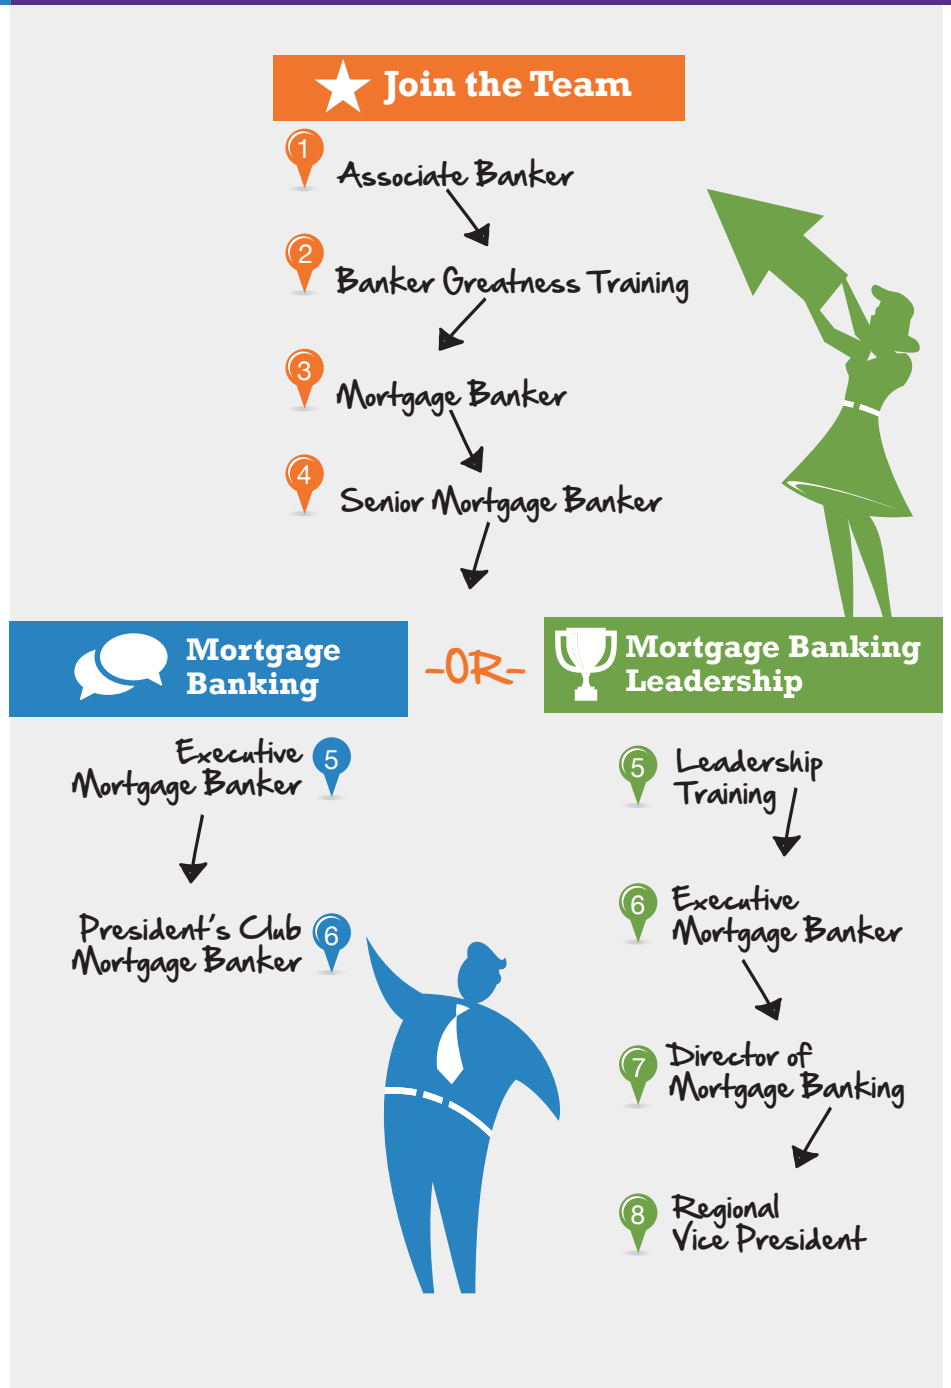 Join the Team
1
Associate Banker
2
Banker Greatness Training
3
Mortgage Banker
4
Senior Mortgage Banker
Mortgage
Banking
-OR-
Mortgage Banking
Leadership
Executive
Mortgage Banker
5
President's Club
Mortgage Banker
6
5
Leadership
Training
6
Executive
Mortgage Banker
7
Director of
Mortgage Banking
8
Regional
Vice President